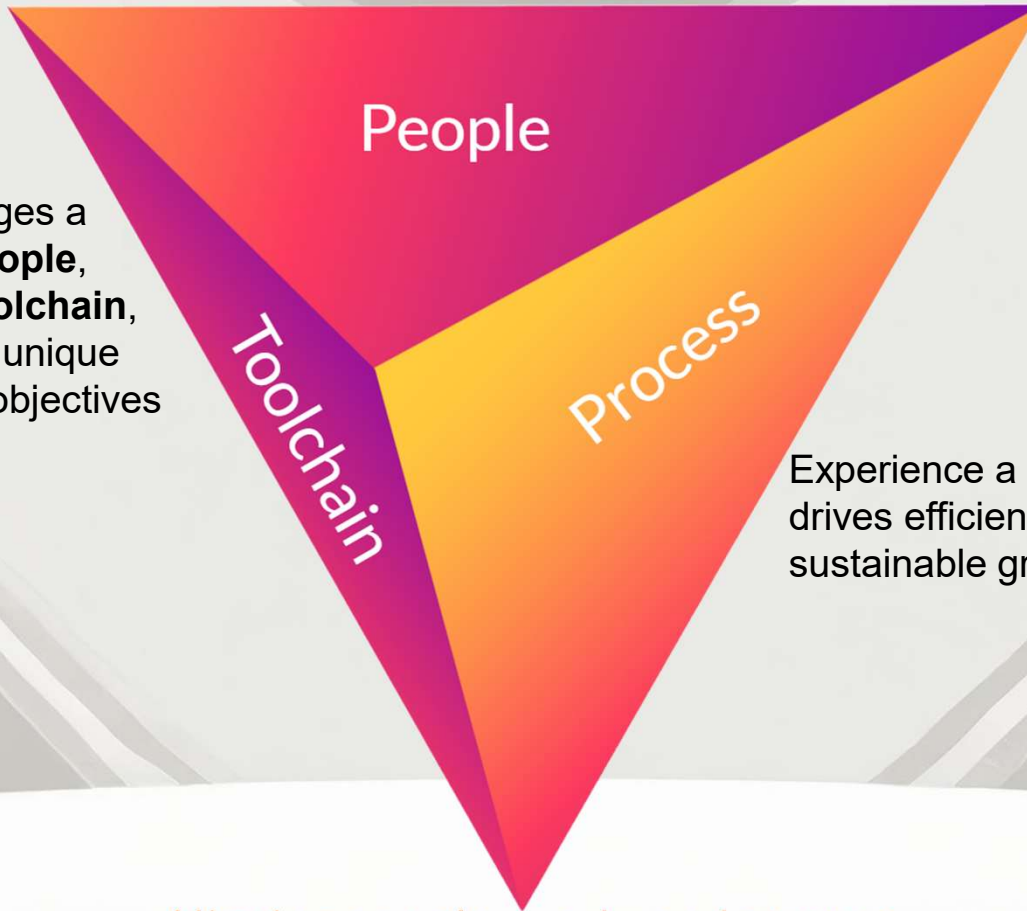 People
ges a
ople,
olchain,
unique
objectives
Toolchain
Process
Experience a
drives efficien
sustainable gr